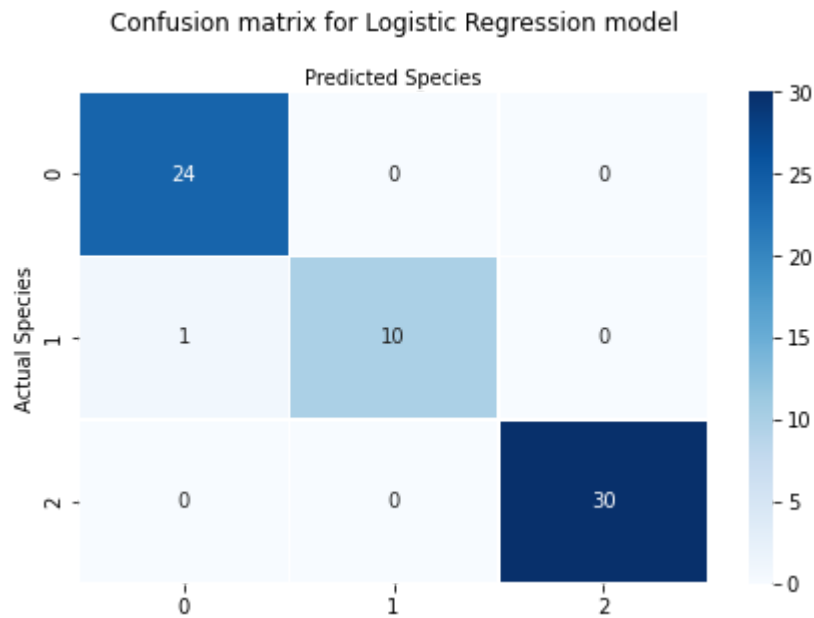 Confusion matrix for Logistic Regression model
Predicted Species
30
0 24 0 0
25
20
Actual Species
1 1 10 0
15
10
2 0 0 30
5
0
0 1 2